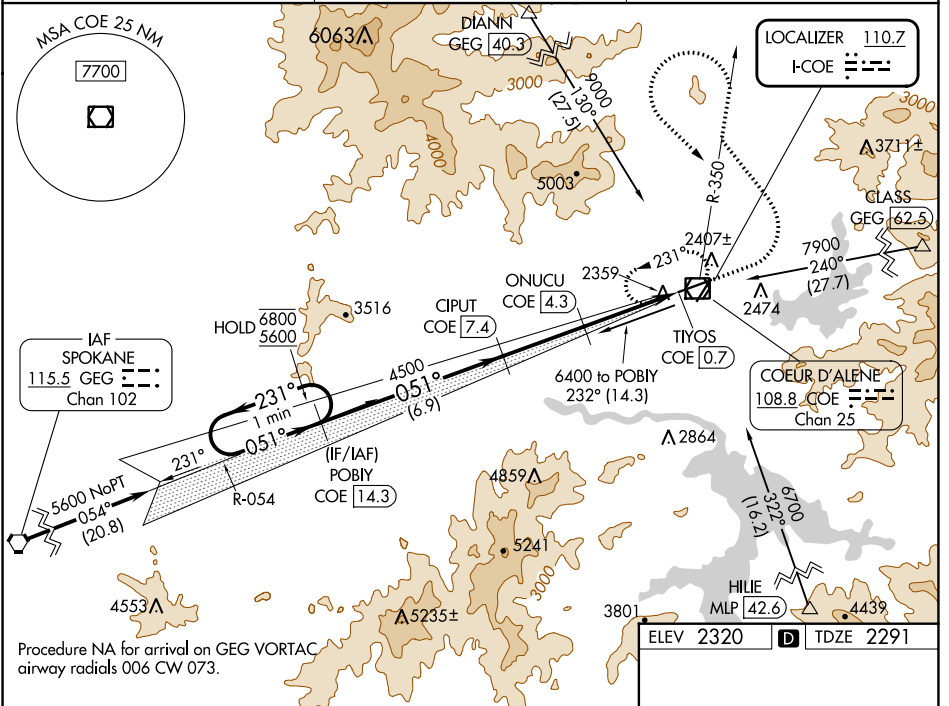 MSA COE 25 NM
7700
6063
DIANN
GEG 40.3
9000
130°
(27.5)
3000
4000
5003
LOCALIZER 110.7
I-COE
3000
3711±
CLASS
GEG 62.5
7900
240°
(27.7)
R-350
2407±
231°
2359
2474
ONUCU
COE 4.3
CIPUT
COE 7.4
3516
HOLD 6800
5600
TIYOS
COE 0.7
6400 to POBIY
232° (14.3)
COEUR D'ALENE
108.8 COE
Chan 25
IAF
SPOKANE
115.5 GEG
Chan 102
4500
051°
(6.9)
231°
1 min
051°
231°
R-054
(IF/IAF)
POBIY
COE 14.3
5600 NoPT
054°
(20.8)
2864
4859
5241
3000
6700
322°
(16.2)
HILIE
MLP 42.6
4439
3801
4553
5235±
Procedure NA for arrival on GEG VORTAC
airway radials 006 CW 073.
ELEV 2320 D TDZE 2291